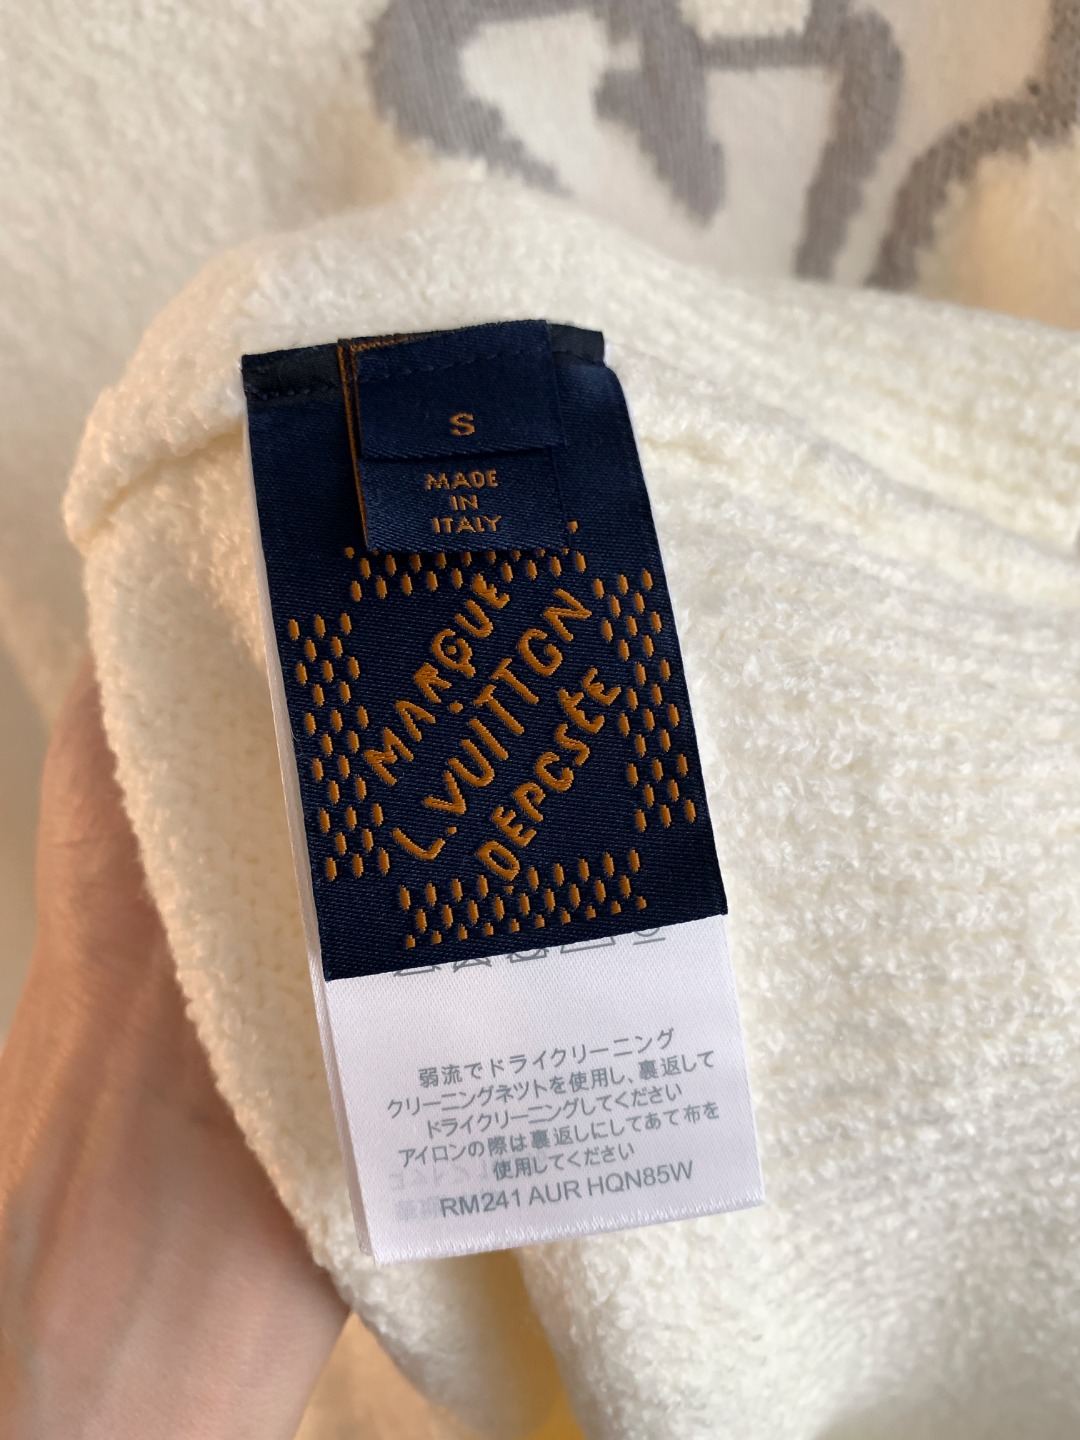 S
MADE
IN
ITALY
MARQUE
L.VUITTGN
DEPCSÉE
弱流でドライクリーニング
クリーニングネツトを使用し、裏返して
ドライクリーニングしてください
アイロンの際は裏返しにしてあて布を
使用してください
RM241 AUR HQN85W